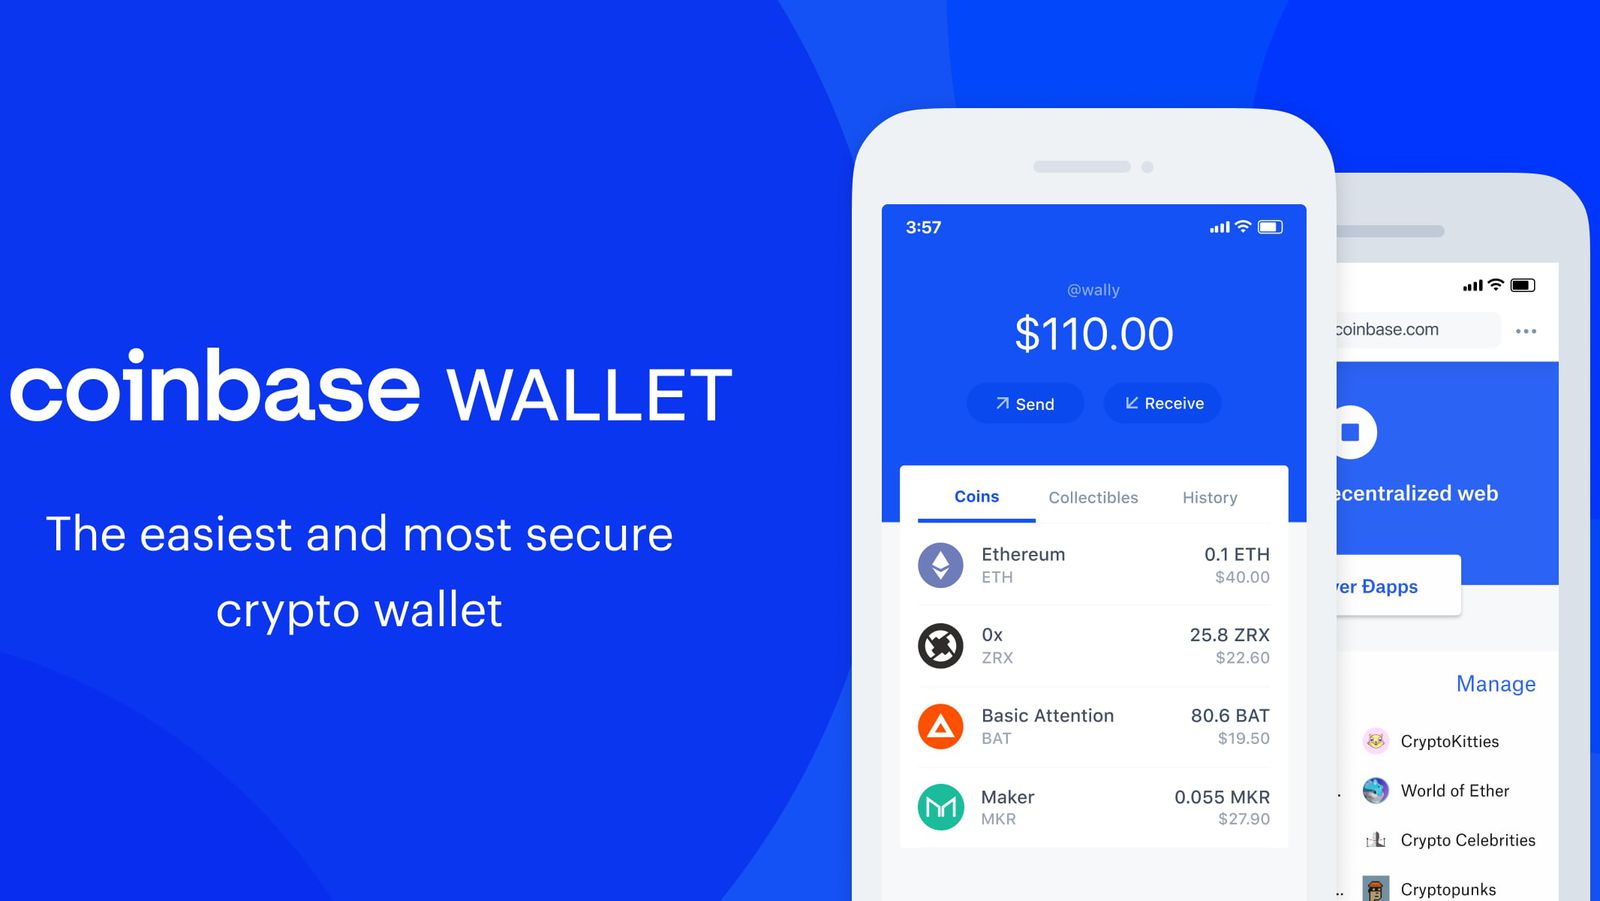 coinbase WALLET
The easiest and most secure
crypto wallet
3:57
@wally
$110.00
Send
Receive
Coins
Collectibles
History
Ethereum
0.1 ETH
ETH
$40.00
0x
25.8 ZRX
ZRX
$22.60
Basic Attention
80.6 BAT
BAT
$19.50
Maker
0.055 MKR
MKR
$27.90
coinbase.com
ecentralized web
er Ðapps
Manage
CryptoKitties
World of Ether
Crypto Celebrities
Cryptopunks